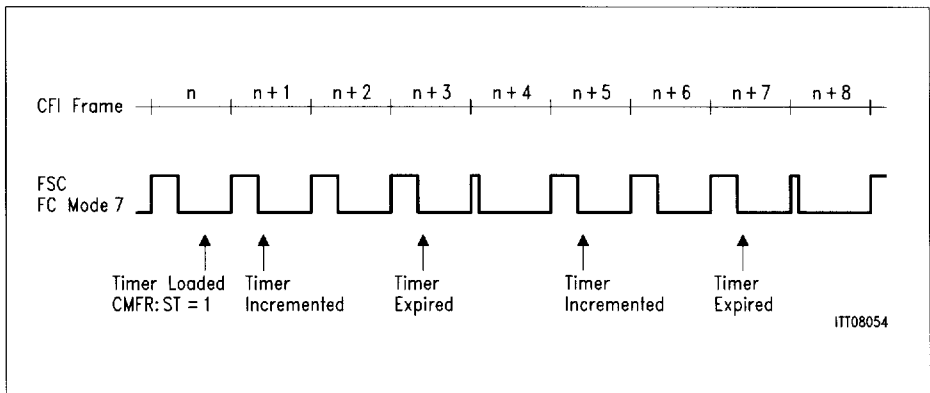 n n + 1 n + 2 n + 3 n + 4 n + 5 n + 6 n + 7 n + 8
CFI Frame
FSC
FC Mode 7
Timer Loaded
CMFR: ST = 1
Timer
Incremented
Timer
Expired
Timer
Incremented
Timer
Expired
ITT08054